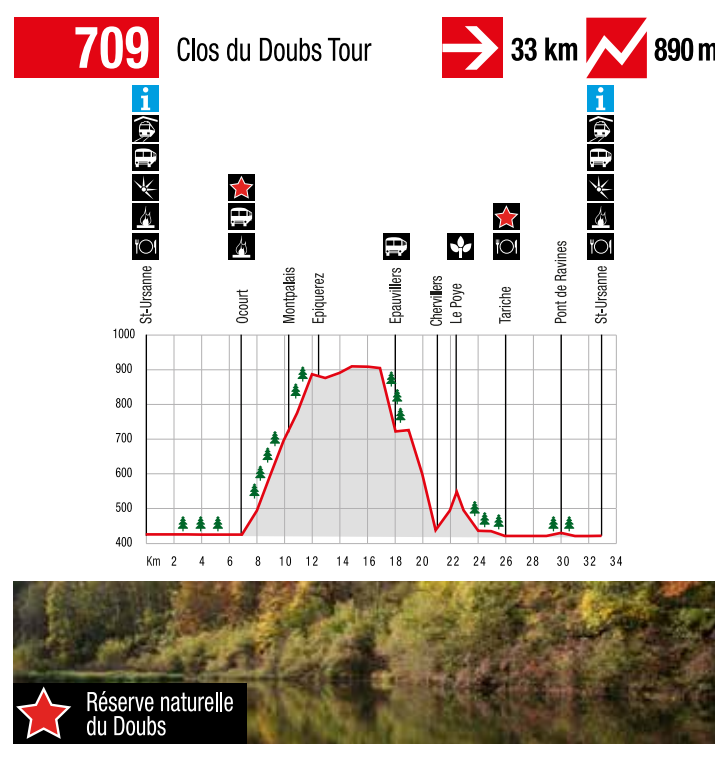 709 Clos du Doubs Tour 33 km 890 m
i i
St-Ursanne Ocourt Montpalais Epiquerez Epauvillers Chervillers Le Poye Tariche Pont de Ravines St-Ursanne
1000
900
800
700
600
500
400
Km 2 4 6 8 10 12 14 16 18 20 22 24 26 28 30 32 34
Réserve naturelle
du Doubs